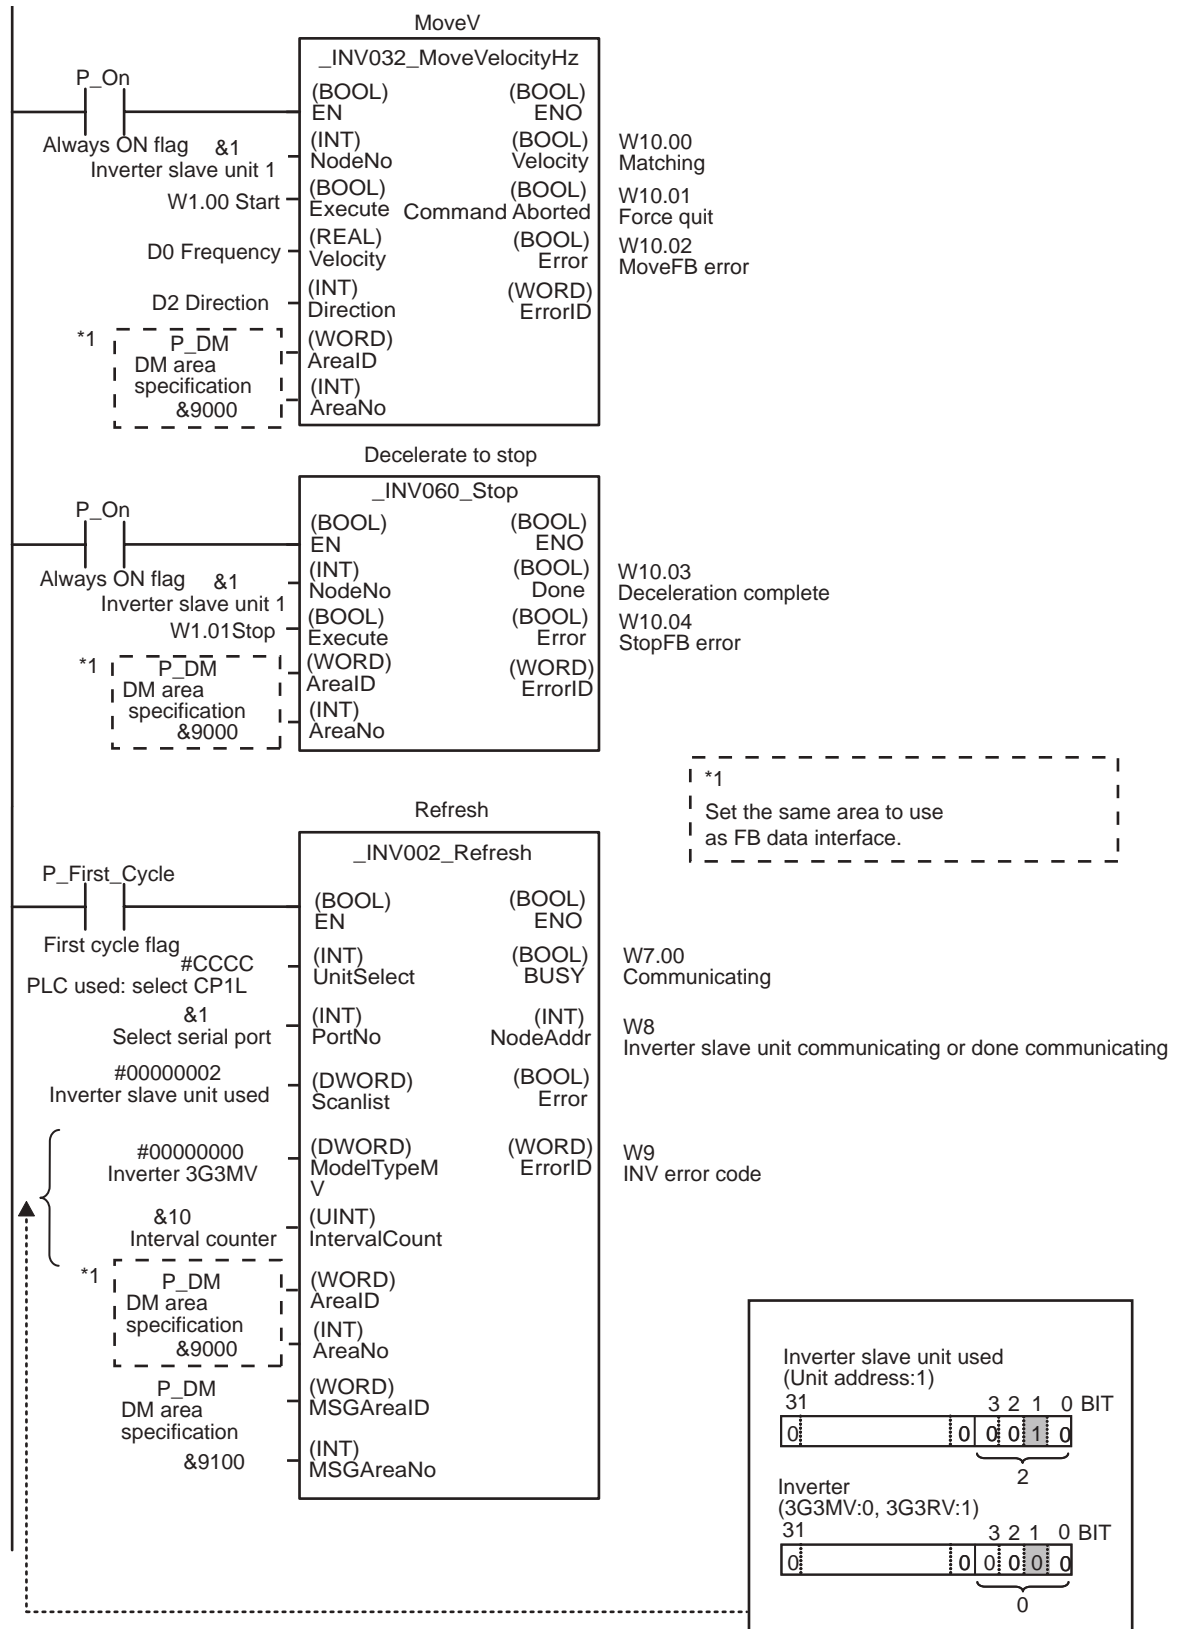 MoveV
_INV032_MoveVelocityHz
P_On
(BOOL) (BOOL)
EN ENO
Always ON flag &1 (INT) (BOOL) W10.00
Inverter slave unit 1 NodeNo Velocity Matching
(BOOL) (BOOL) W10.01
W1.00 Start Execute Command Aborted Force quit
(REAL) (BOOL) W10.02
D0 Frequency Velocity Error MoveFB error
(INT) (WORD)
D2 Direction Direction ErrorID
*1 P_DM (WORD)
DM area AreaID
specification (INT)
&9000 AreaNo
Decelerate to stop
_INV060_Stop
P_On
(BOOL) (BOOL)
EN ENO
Always ON flag &1 (INT) (BOOL) W10.03
Inverter slave unit 1 NodeNo Done Deceleration complete
(BOOL) (BOOL) W10.04
W1.01Stop Execute Error StopFB error
*1 P_DM (WORD) (WORD)
DM area AreaID ErrorID
specification (INT)
&9000 AreaNo
*1
Set the same area to use
as FB data interface.
Refresh
_INV002_Refresh
P_First_Cycle
(BOOL) (BOOL)
EN ENO
First cycle flag
#CCCC (INT) (BOOL) W7.00
PLC used: select CP1L UnitSelect BUSY Communicating
&1 (INT) (INT) W8
Select serial port PortNo NodeAddr Inverter slave unit communicating or done communicating
#00000002 (DWORD) (BOOL)
Inverter slave unit used Scanlist Error
#00000000 (DWORD) (WORD) W9
Inverter 3G3MV ModelTypeM ErrorID INV error code
V
&10 (UINT)
Interval counter IntervalCount
*1 P_DM (WORD)
DM area AreaID
specification (INT)
&9000 AreaNo
P_DM (WORD)
DM area MSGAreaID
specification
&9100 (INT)
MSGAreaNo
Inverter slave unit used
(Unit address:1)
31 3 2 1 0 BIT
0 0 0 0 1 0
2
Inverter
(3G3MV:0, 3G3RV:1)
31 3 2 1 0 BIT
0 0 0 0 0 0
0